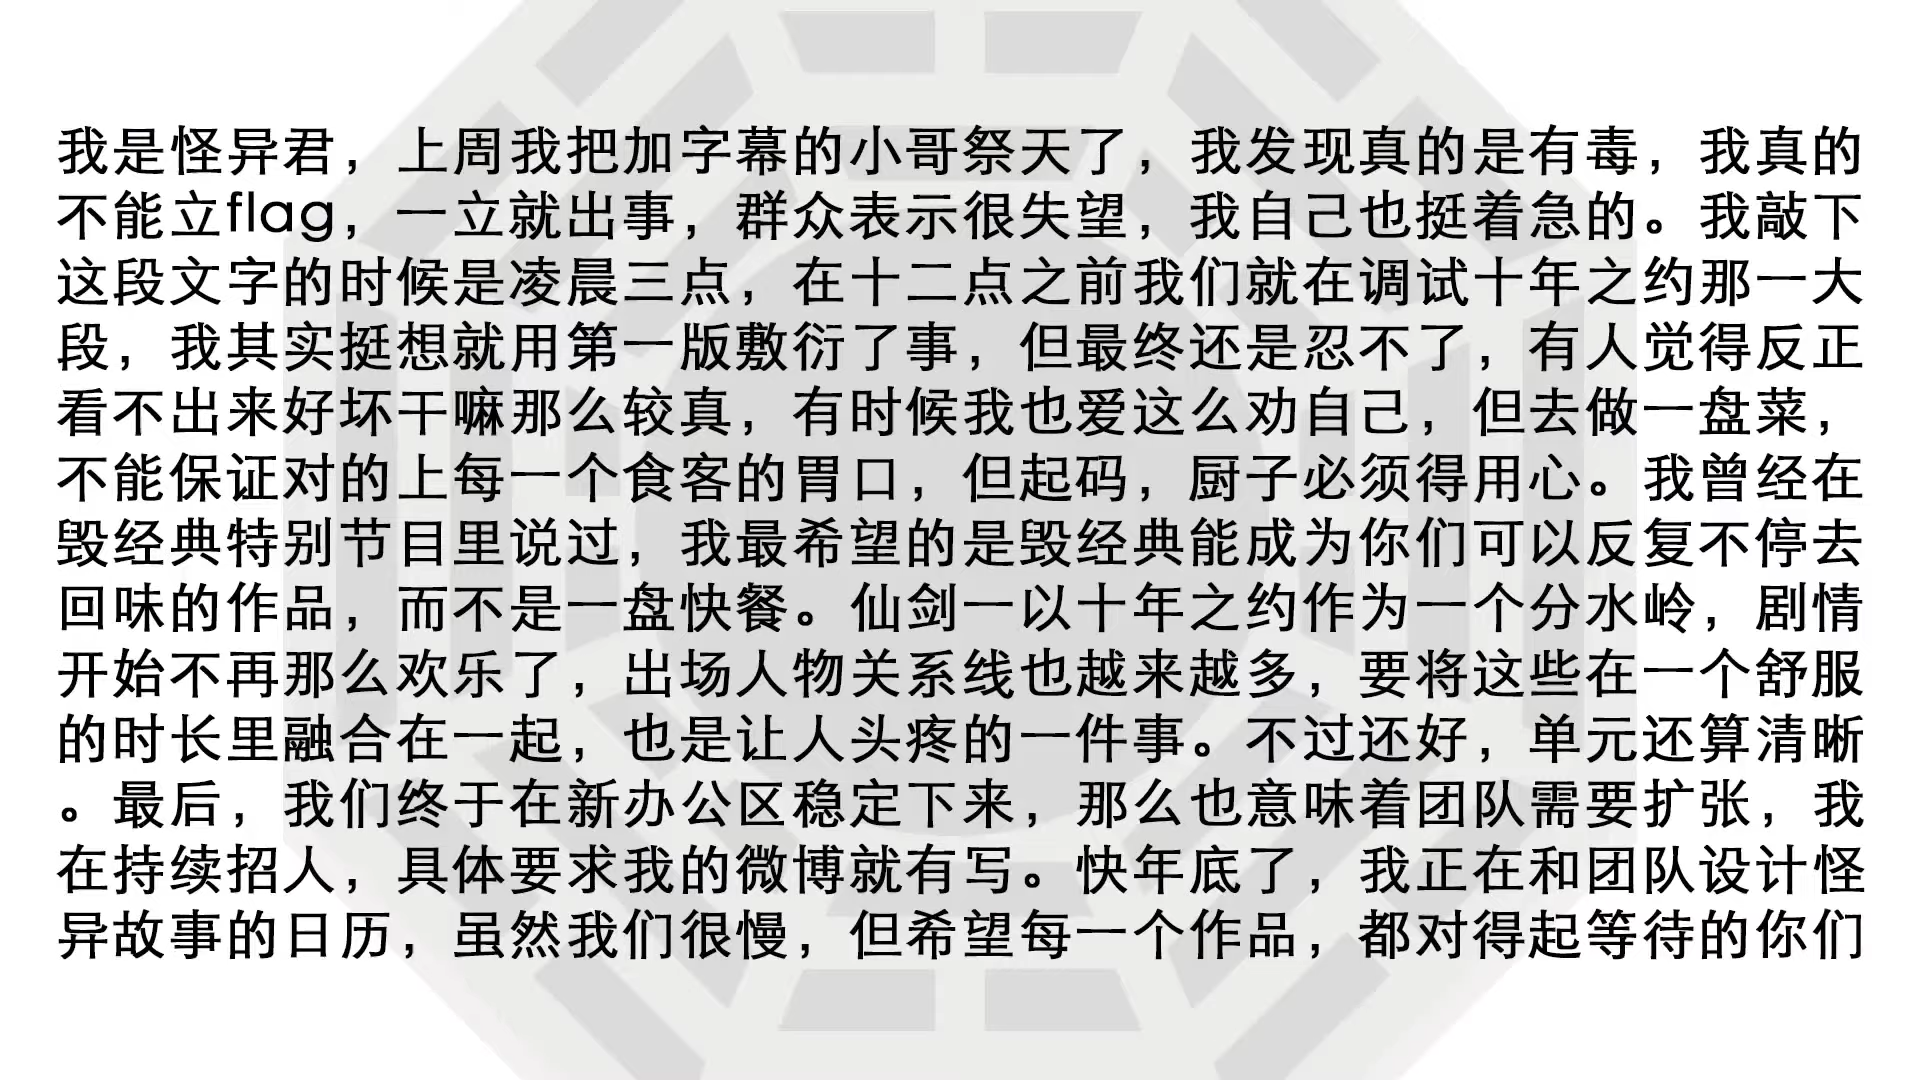 我是怪异君，上周我把加字幕的小哥祭天了，我发现真的是有毒，我真的
不能立flag，一立就出事，群众表示很失望，我自己也挺着急的。我敲下
这段文字的时候是凌晨三点，在十二点之前我们就在调试十年之约那一大
段，我其实挺想就用第一版敷衍了事，但最终还是忍不了，有人觉得反正
看不出来好坏干嘛那么较真，有时候我也爱这么劝自己，但去做一盘菜，
不能保证对的上每一个食客的胃口，但起码，厨子必须得用心。我曾经在
毁经典特别节目里说过，我最希望的是毁经典能成为你们可以反复不停去
回味的作品，而不是一盘快餐。仙剑一以十年之约作为一个分水岭，剧情
开始不再那么欢乐了，出场人物关系线也越来越多，要将这些在一个舒服
的时长里融合在一起，也是让人头疼的一件事。不过还好，单元还算清晰
。最后，我们终于在新办公区稳定下来，那么也意味着团队需要扩张，我
在持续招人，具体要求我的微博就有写。快年底了，我正在和团队设计怪
异故事的日历，虽然我们很慢，但希望每一个作品，都对得起等待的你们